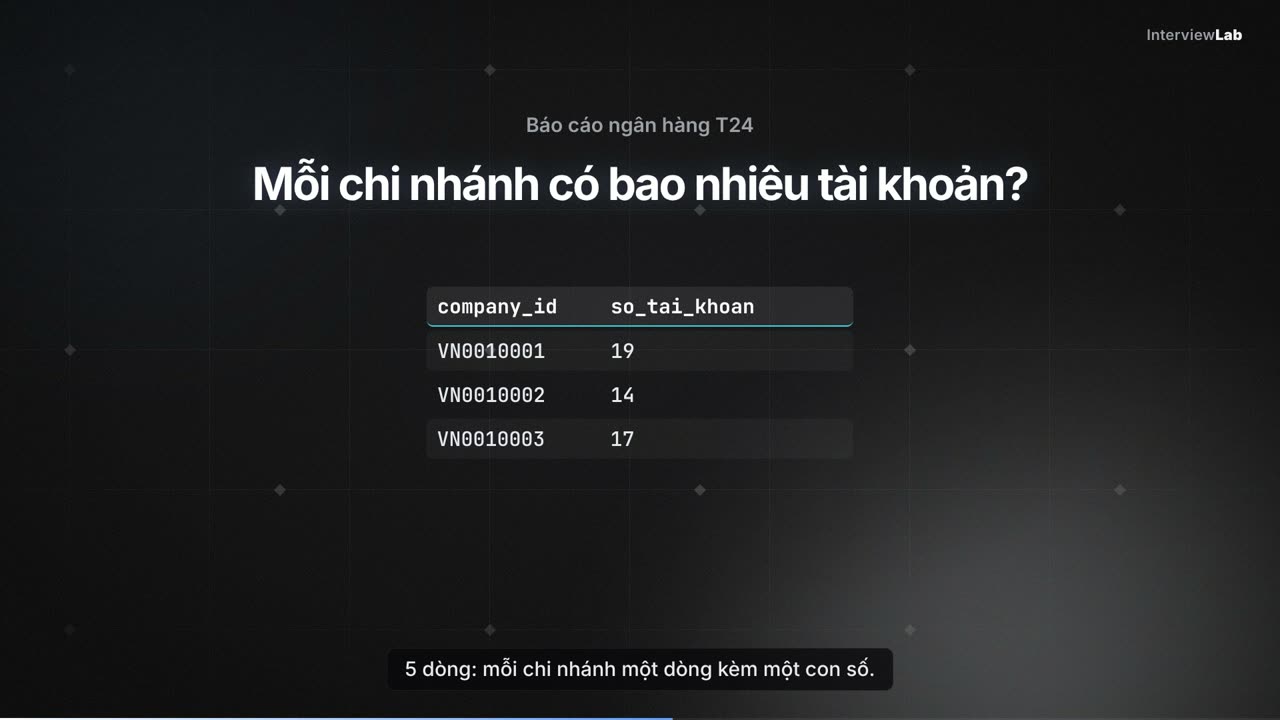 InterviewLab
Báo cáo ngân hàng T24
Mỗi chi nhánh có bao nhiêu tài khoản?
company_id so_tai_khoan
VN0010001 19
VN0010002 14
VN0010003 17
5 dòng: mỗi chi nhánh một dòng kèm một con số.